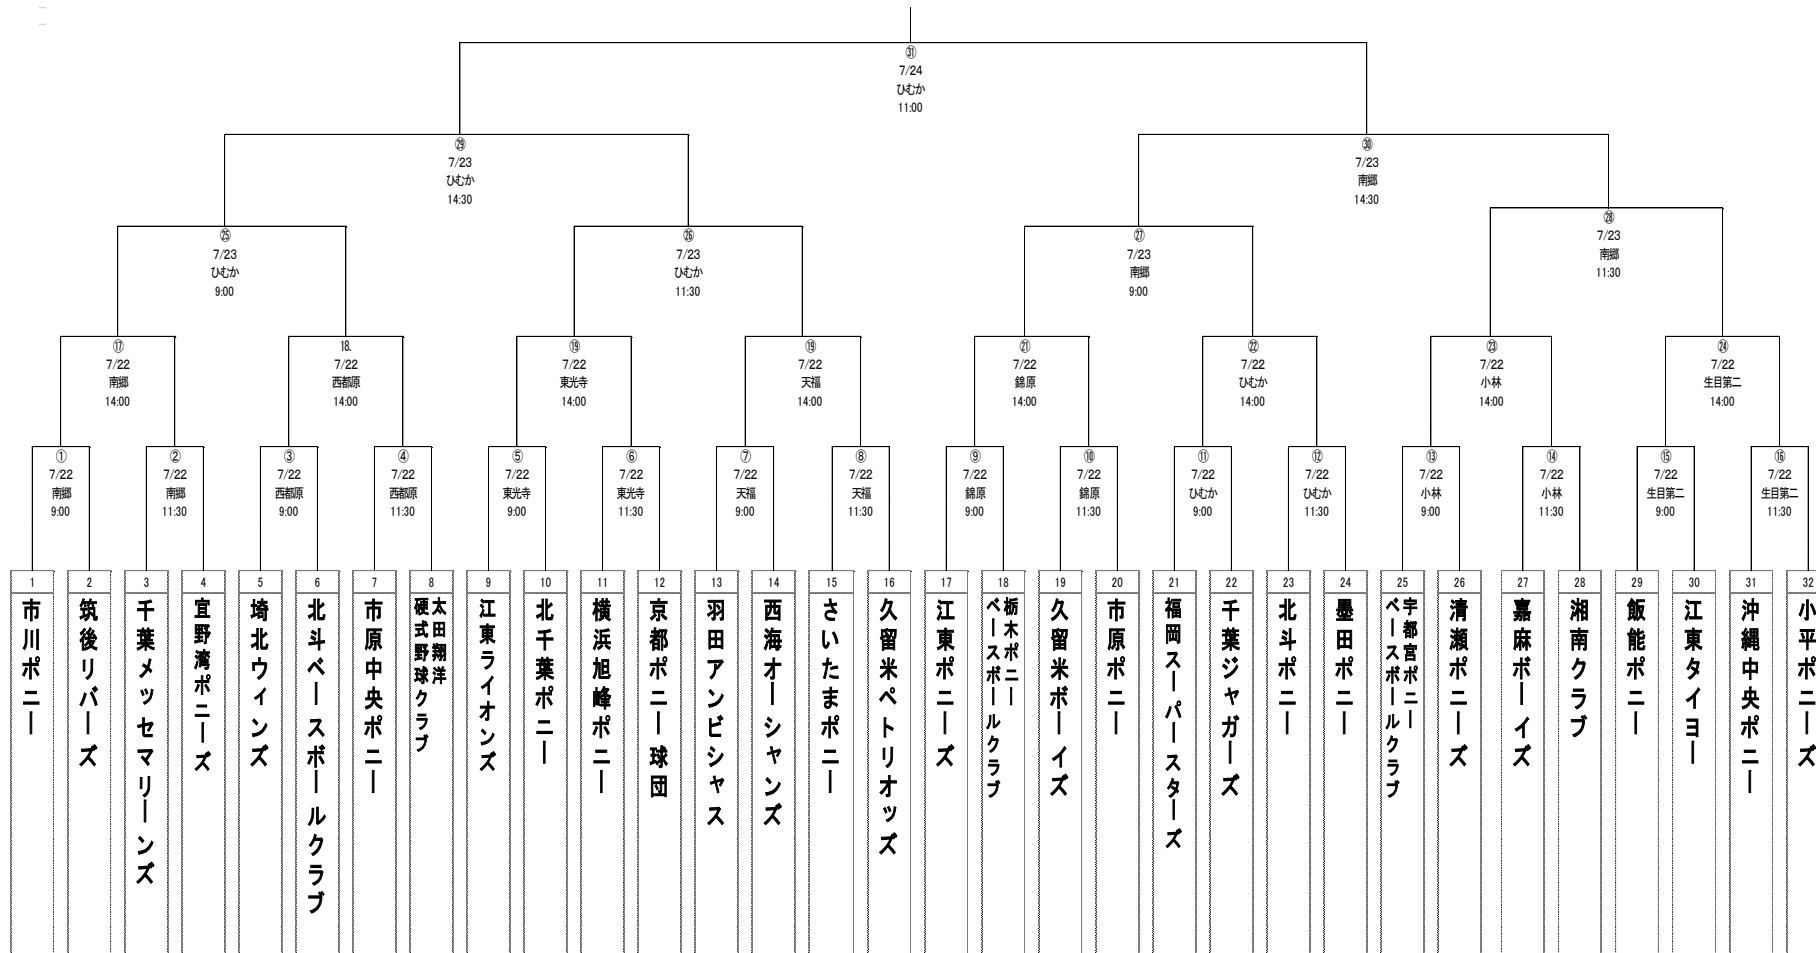 ㉛
7/24
ひむか
11:00
㉙
7/23
ひむか
14:30
㉚
7/23
南郷
14:30
㉕
7/23
ひむか
9:00
㉖
7/23
ひむか
11:30
㉗
7/23
南郷
9:00
㉘
7/23
南郷
11:30
⑰
7/22
南郷
14:00
18.
7/22
西都原
14:00
⑲
7/22
東光寺
14:00
⑲
7/22
天福
14:00
㉑
7/22
錦原
14:00
㉒
7/22
ひむか
14:00
㉓
7/22
小林
14:00
㉔
7/22
生目第二
14:00
①
7/22
南郷
9:00
②
7/22
南郷
11:30
③
7/22
西都原
9:00
④
7/22
西都原
11:30
⑤
7/22
東光寺
9:00
⑥
7/22
東光寺
11:30
⑦
7/22
天福
9:00
⑧
7/22
天福
11:30
⑨
7/22
錦原
9:00
⑩
7/22
錦原
11:30
⑪
7/22
ひむか
9:00
⑫
7/22
ひむか
11:30
⑬
7/22
小林
9:00
⑭
7/22
小林
11:30
⑮
7/22
生目第二
9:00
⑯
7/22
生目第二
11:30
1
市川ポニー
2
筑後リバーズ
3
千葉メッセマリーンズ
4
宜野湾ポニーズ
5
埼北ウィンズ
6
北斗ベースボールクラブ
7
市原中央ポニー
8
太田翔洋
硬式野球クラブ
9
江東ライオンズ
10
北千葉ポニー
11
横浜旭峰ポニー
12
京都ポニー球団
13
羽田アンビシャス
14
西海オーシャンズ
15
さいたまポニー
16
久留米ペトリオッズ
17
江東ポニーズ
18
栃木ポニー
ベースボールクラブ
19
久留米ボーイズ
20
市原ポニー
21
福岡スーパースターズ
22
千葉ジャガーズ
23
北斗ポニー
24
墨田ポニー
25
宇都宮ポニー
ベースボールクラブ
26
清瀬ポニーズ
27
嘉麻ボーイズ
28
湘南クラブ
29
飯能ポニー
30
江東タイヨー
31
沖縄中央ポニー
32
小平ポニーズ